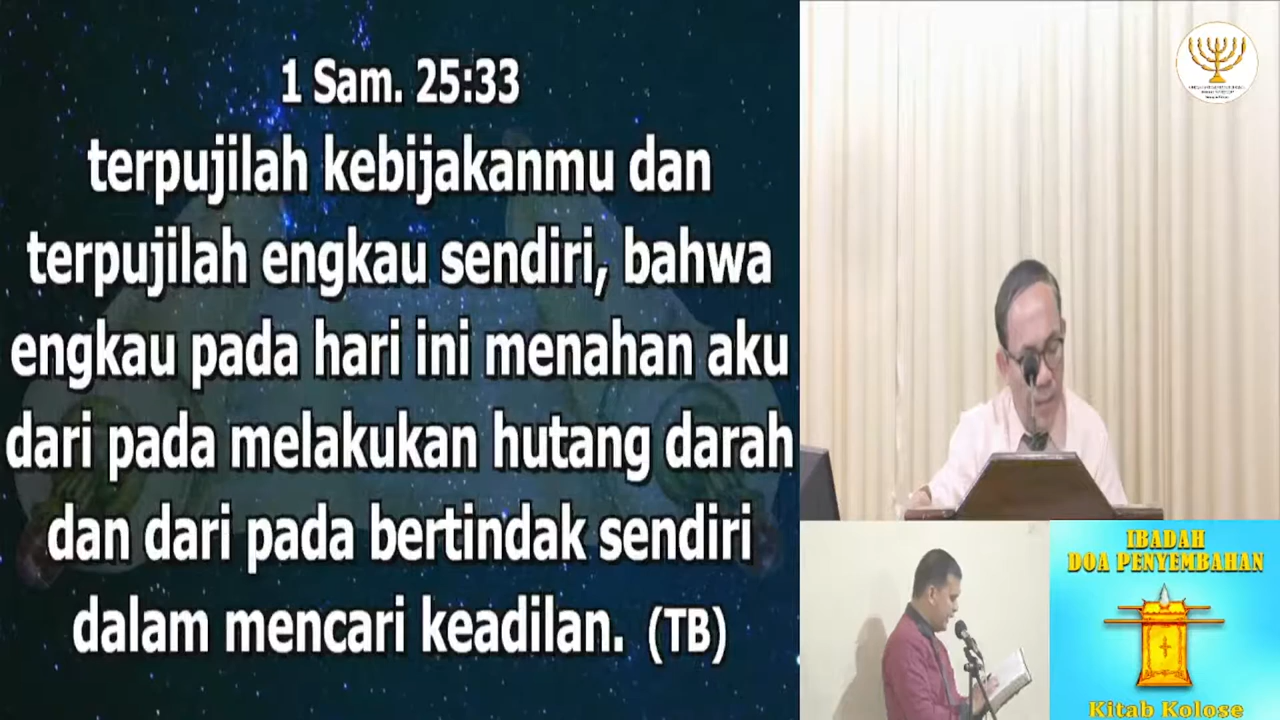 1 Sam. 25:33
terpujilah kebijakanmu dan
terpujilah engkau sendiri, bahwa
engkau pada hari ini menahan aku
dari pada melakukan hutang darah
dan dari pada bertindak sendiri
dalam mencari keadilan. (TB)
IBADAH
DOA PENYEMBAHAN
Kitab Kolose